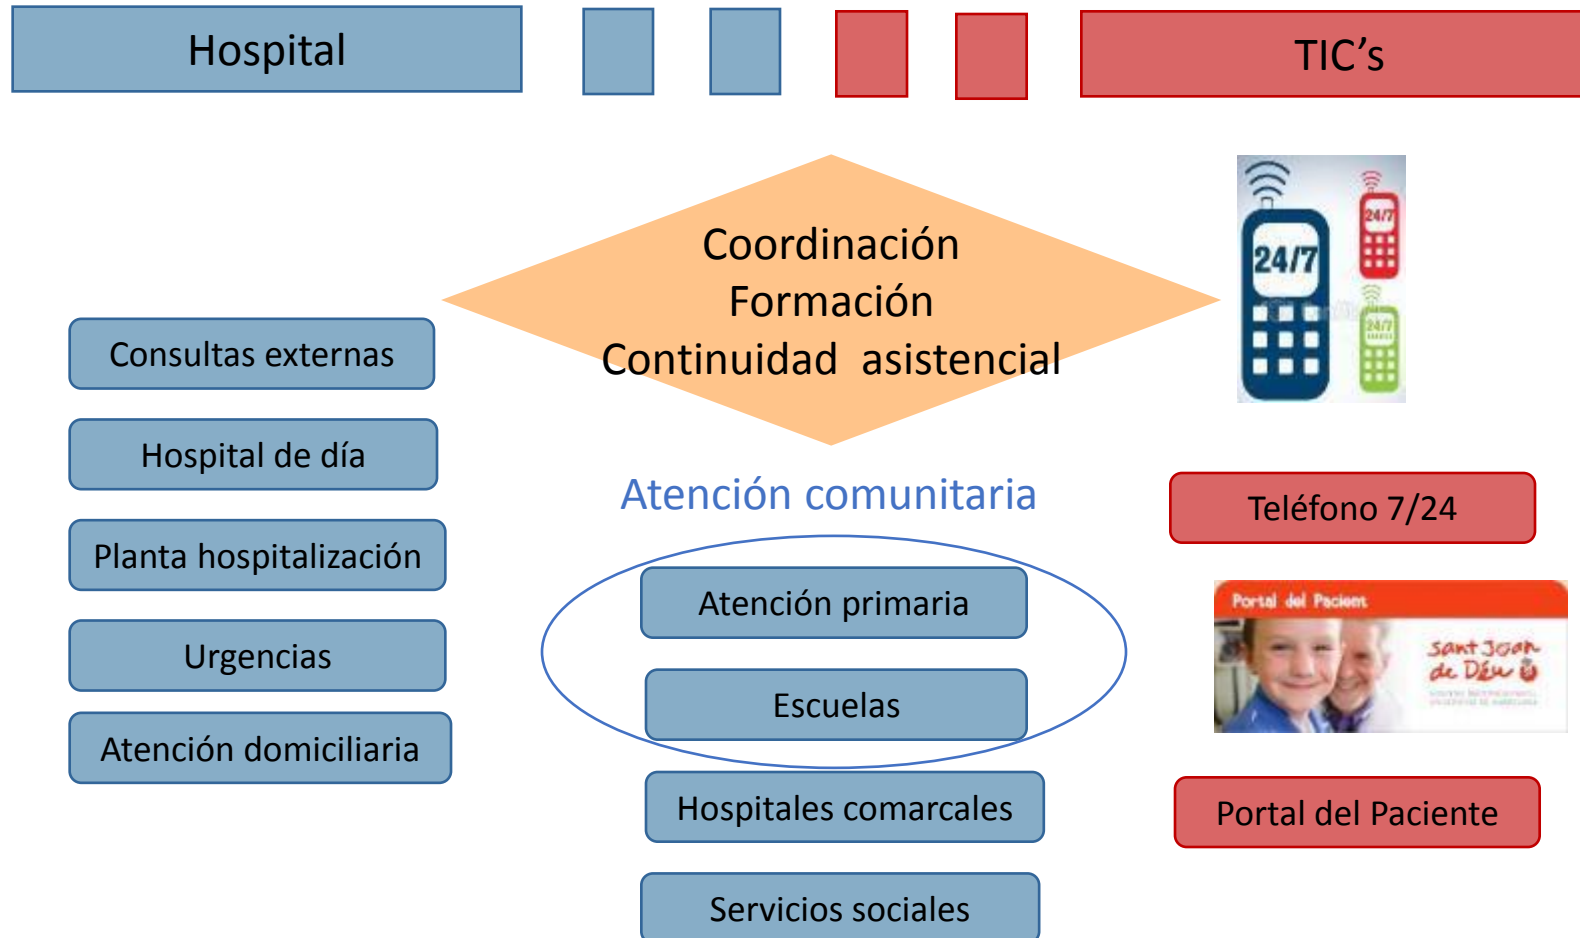 Hospital
TIC's
Coordinación
Formación
Continuidad asistencial
24/7
24/7
24/7
Consultas externas
Hospital de día
Planta hospitalización
Urgencias
Atención domiciliaria
Atención comunitaria
Atención primaria
Escuelas
Hospitales comarcales
Servicios sociales
Teléfono 7/24
Portal del Pacient
Sant Joan
de Déu
Portal del Paciente